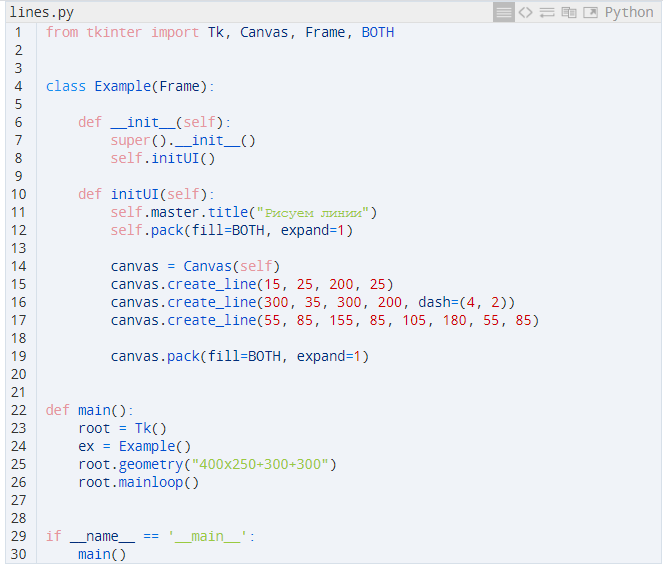 lines.py Python
1 from tkinter import Tk, Canvas, Frame, BOTH
2
3
4 class Example(Frame):
5
6     def __init__(self):
7         super().__init__()
8         self.initUI()
9
10     def initUI(self):
11         self.master.title("Рисуем линии")
12         self.pack(fill=BOTH, expand=1)
13
14         canvas = Canvas(self)
15         canvas.create_line(15, 25, 200, 25)
16         canvas.create_line(300, 35, 300, 200, dash=(4, 2))
17         canvas.create_line(55, 85, 155, 85, 105, 180, 55, 85)
18
19         canvas.pack(fill=BOTH, expand=1)
20
21
22 def main():
23     root = Tk()
24     ex = Example()
25     root.geometry("400x250+300+300")
26     root.mainloop()
27
28
29 if __name__ == '__main__':
30     main()